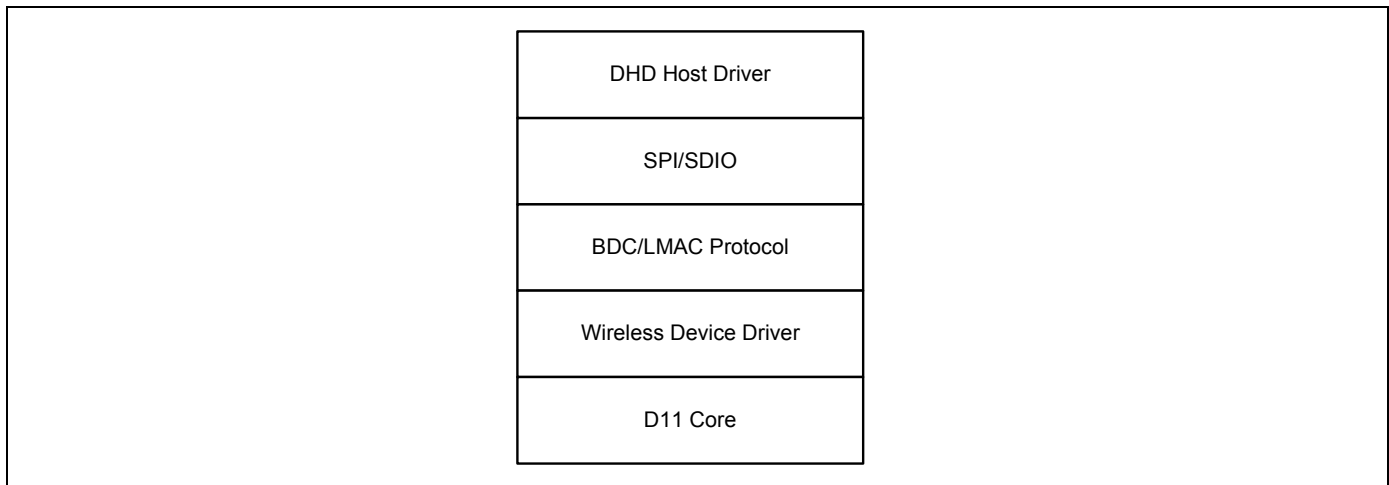 DHD Host Driver
SPI/SDIO
BDC/LMAC Protocol
Wireless Device Driver
D11 Core